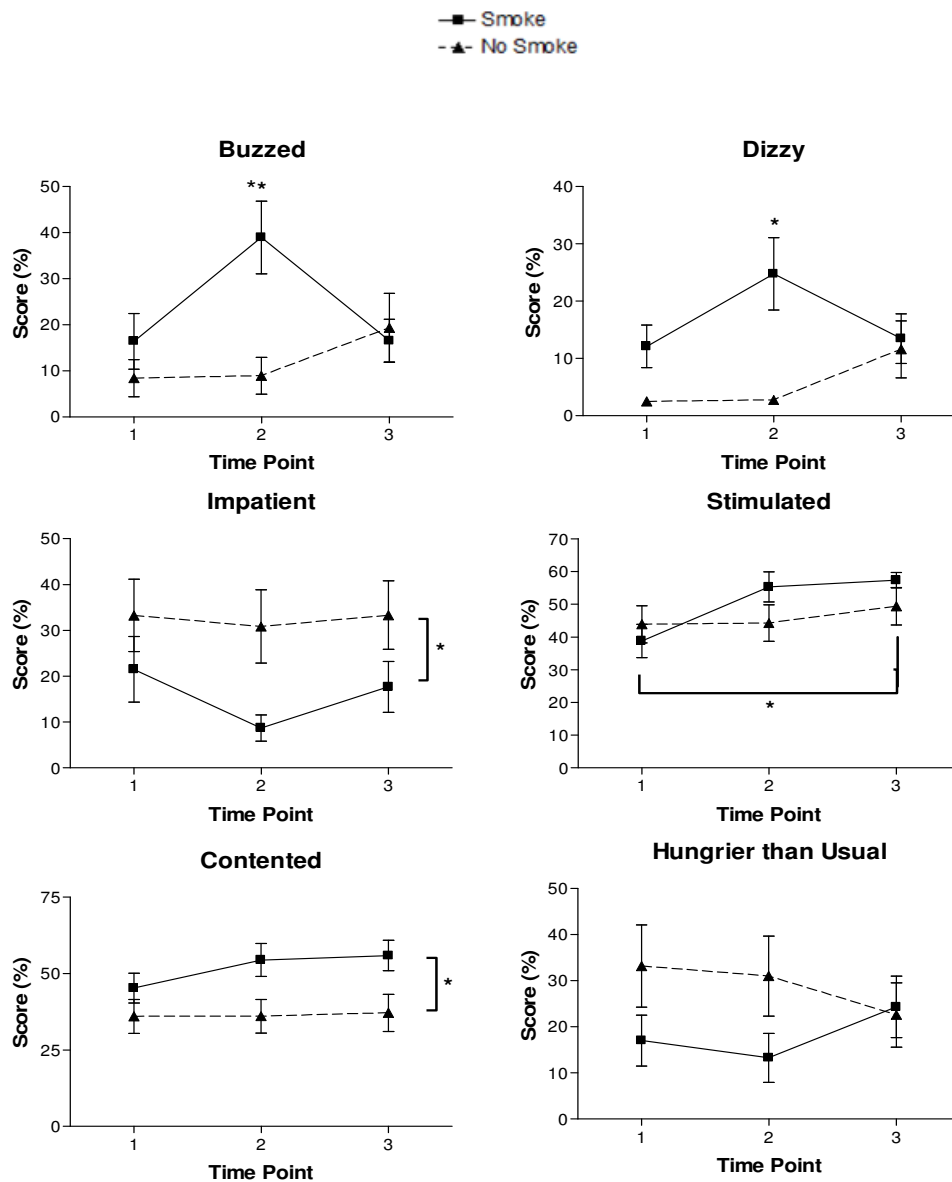 Smoke
No Smoke
Buzzed
Score (%)
50
40
30
20
10
0
**
1 2 3
Time Point
Dizzy
Score (%)
40
30
20
10
0
*
1 2 3
Time Point
Impatient
Score (%)
50
40
30
20
10
0
*
1 2 3
Time Point
Stimulated
Score (%)
70
60
50
40
30
20
10
0
*
1 2 3
Time Point
Contented
Score (%)
75
50
25
0
*
1 2 3
Time Point
Hungrier than Usual
Score (%)
50
40
30
20
10
0
1 2 3
Time Point